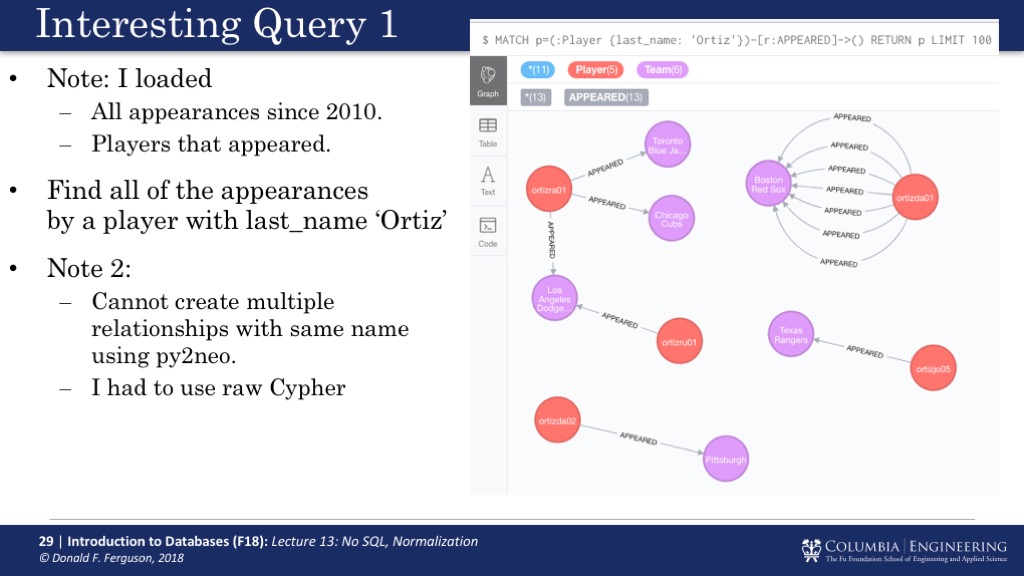 Interesting Query 1
• Note: I loaded
– All appearances since 2010.
– Players that appeared.
• Find all of the appearances
by a player with last_name ‘Ortiz’
• Note 2:
– Cannot create multiple
relationships with same name
using py2neo.
– I had to use raw Cypher
$ MATCH p=(:Player {last_name: 'Ortiz'})-[r:APPEARED]->() RETURN p LIMIT 100
Graph
Table
Text
Code
*(11) Player(5) Team(6)
*(13) APPEARED(13)
ortizra01
APPEARED
Toronto
Blue Ja...
APPEARED
Chicago
Cubs
APPEARED
Los
Angeles
Dodge...
APPEARED
ortizru01
Boston
Red Sox
APPEARED
APPEARED
APPEARED
APPEARED
APPEARED
APPEARED
APPEARED
ortizda01
Texas
Rangers
APPEARED
ortizjo05
ortizda02
APPEARED
Pittsburgh
29 | Introduction to Databases (F18): Lecture 13: No SQL, Normalization
© Donald F. Ferguson, 2018
COLUMBIA | ENGINEERING
The Fu Foundation School of Engineering and Applied Science